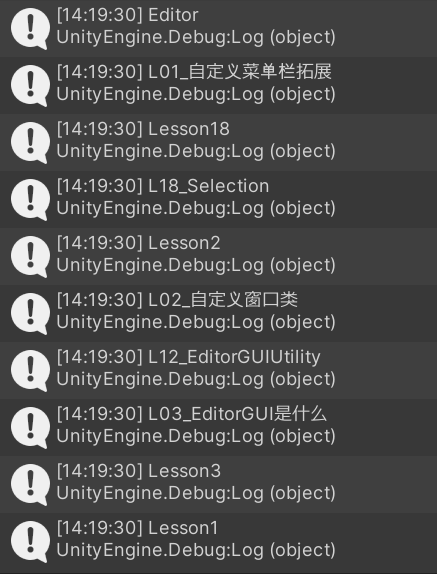 [14:19:30] Editor
UnityEngine.Debug:Log (object)
[14:19:30] L01_自定义菜单栏拓展
UnityEngine.Debug:Log (object)
[14:19:30] Lesson18
UnityEngine.Debug:Log (object)
[14:19:30] L18_Selection
UnityEngine.Debug:Log (object)
[14:19:30] Lesson2
UnityEngine.Debug:Log (object)
[14:19:30] L02_自定义窗口类
UnityEngine.Debug:Log (object)
[14:19:30] L12_EditorGUIUtility
UnityEngine.Debug:Log (object)
[14:19:30] L03_EditorGUI是什么
UnityEngine.Debug:Log (object)
[14:19:30] Lesson3
UnityEngine.Debug:Log (object)
[14:19:30] Lesson1
UnityEngine.Debug:Log (object)